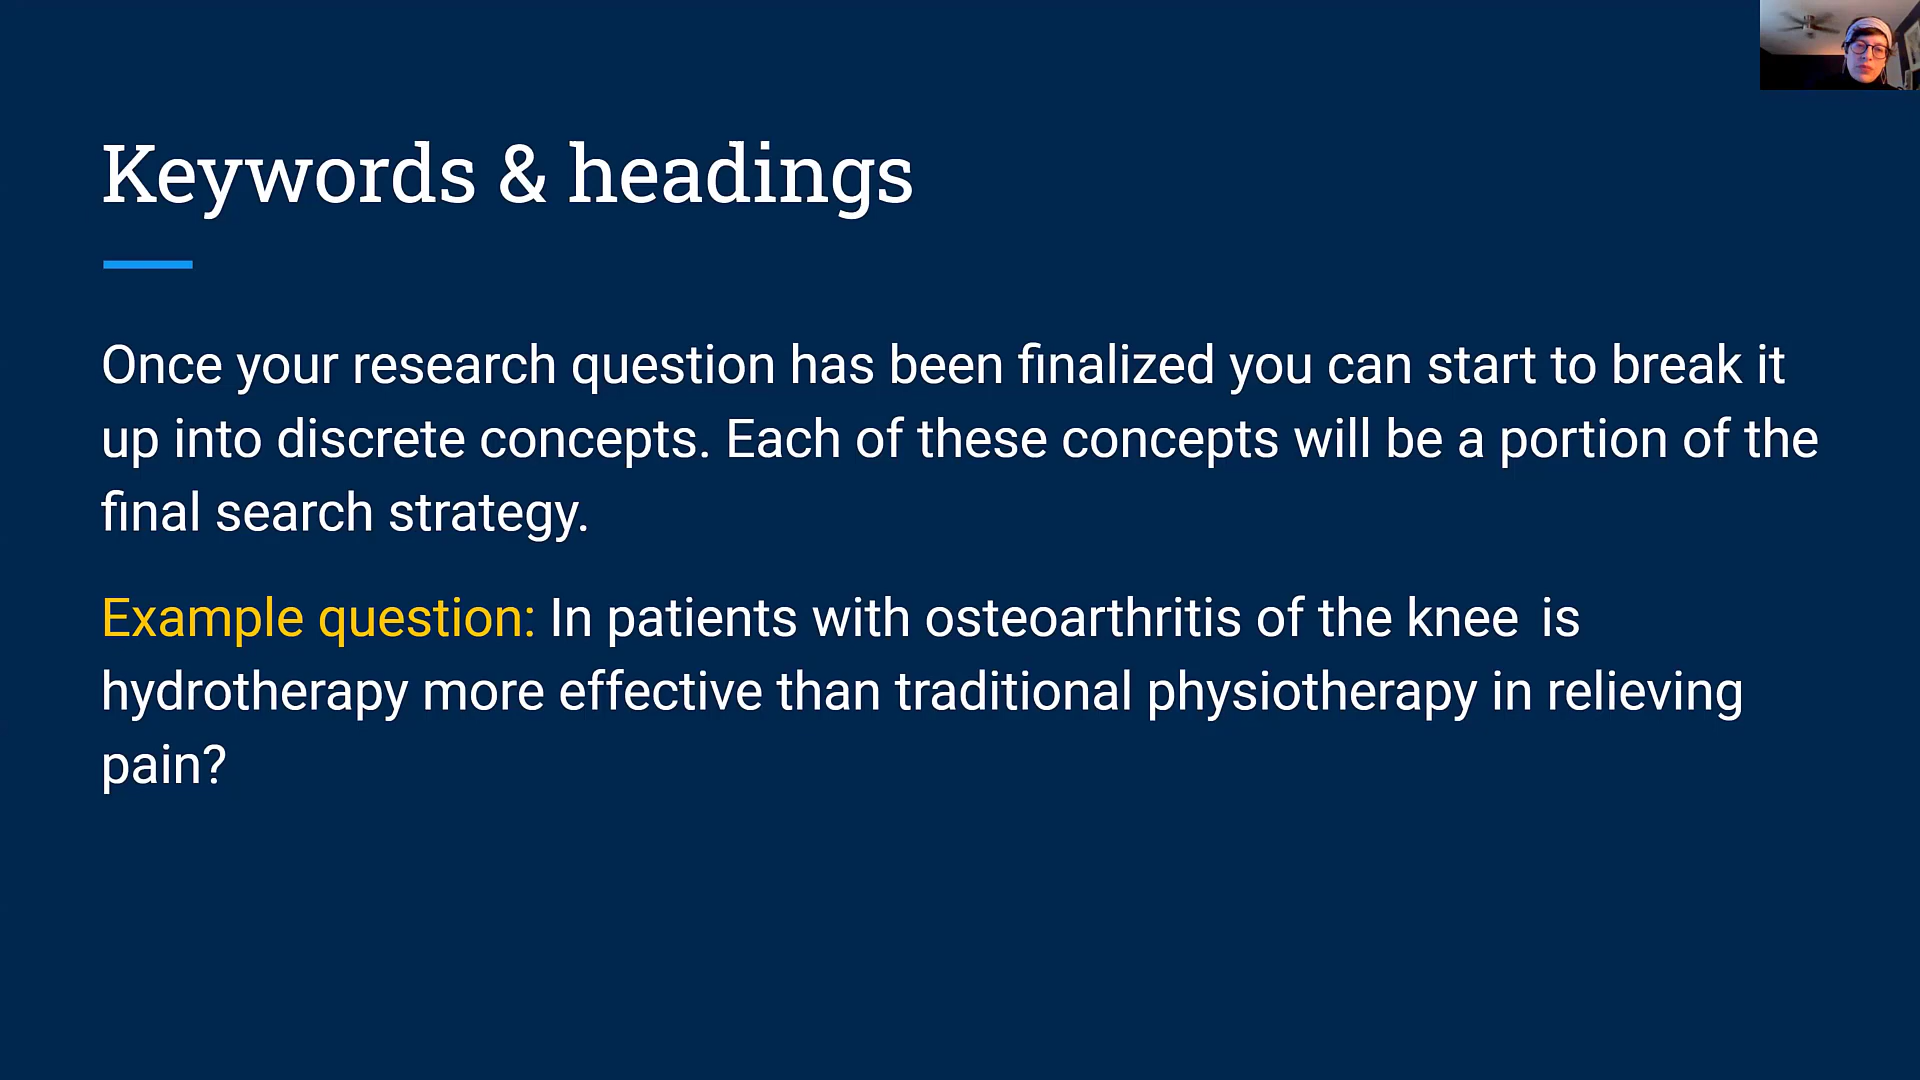 Keywords & headings
Once your research question has been finalized you can start to break it
up into discrete concepts. Each of these concepts will be a portion of the
final search strategy.
Example question: In patients with osteoarthritis of the knee  is
hydrotherapy more effective than traditional physiotherapy in relieving
pain?